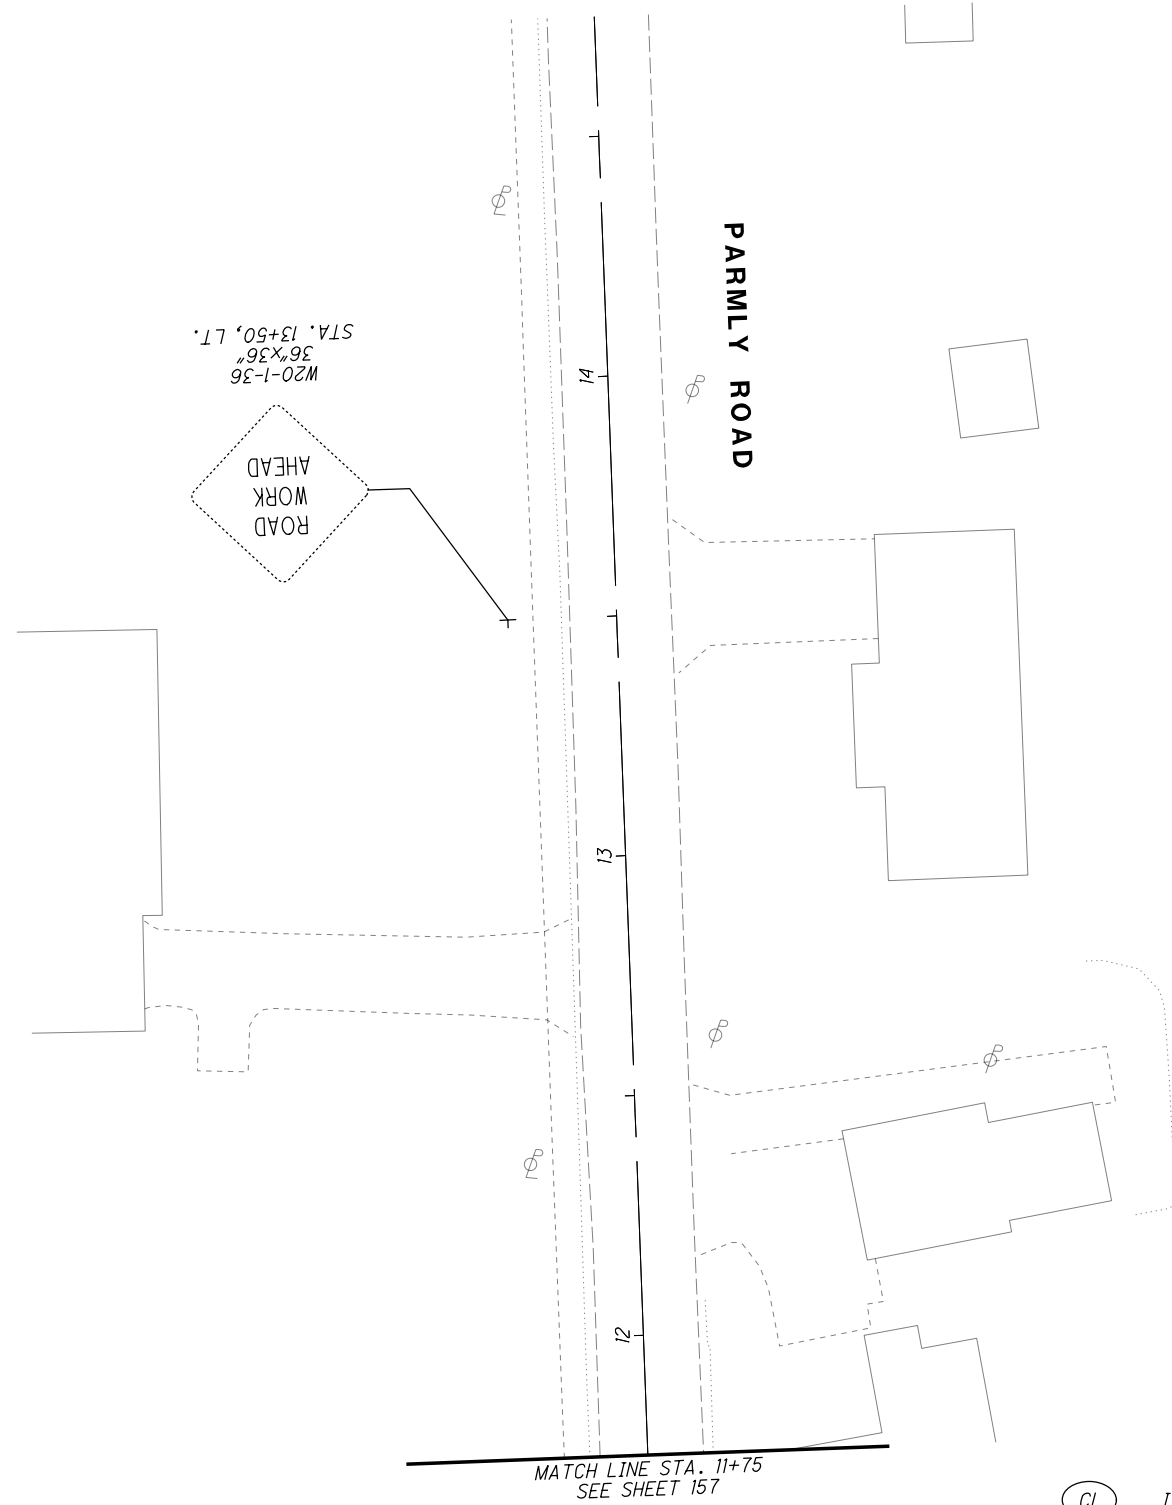 PARMLY ROAD
W20-1-36
36"x36"
STA. 13+50, LT.
ROAD
WORK
AHEAD
14
13
12
MATCH LINE STA. 11+75
SEE SHEET 157